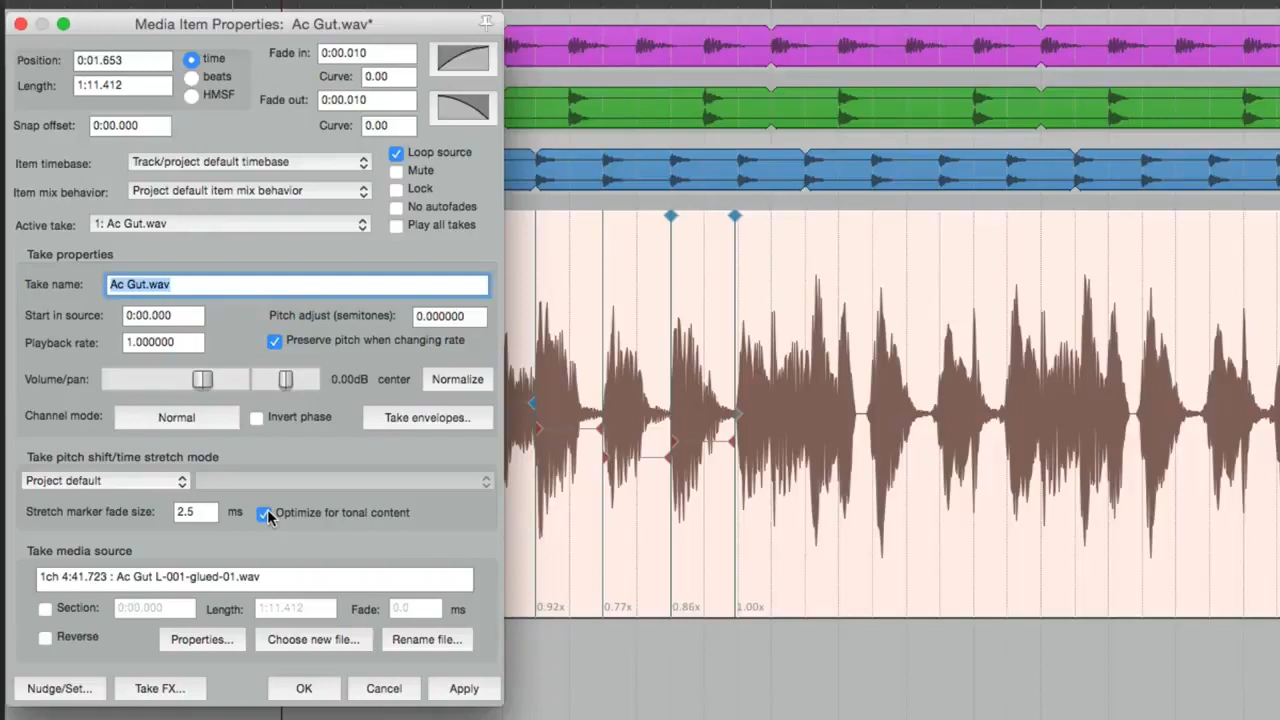 Media Item Properties: Ac Gut.wav*
Position: 0:01.653 time Fade in: 0:00.010
Length: 1:11.412 beats Curve: 0.00
HMSF Fade out: 0:00.010
Snap offset: 0:00.000 Curve: 0.00
Item timebase: Track/project default timebase Loop source
Mute
Item mix behavior: Project default item mix behavior Lock
No autofades
Active take: 1: Ac Gut.wav Play all takes
Take properties
Take name: Ac Gut.wav
Start in source: 0:00.000 Pitch adjust (semitones): 0.000000
Playback rate: 1.000000 Preserve pitch when changing rate
Volume/pan: 0.00dB center Normalize
Channel mode: Normal Invert phase Take envelopes..
Take pitch shift/time stretch mode
Project default
Stretch marker fade size: 2.5 ms Optimize for tonal content
Take media source
1ch 4:41.723 : Ac Gut L-001-glued-01.wav
Section: 0:00.000 Length: 1:11.412 Fade: 0.0 ms
Reverse Properties... Choose new file... Rename file...
Nudge/Set... Take FX... OK Cancel Apply
0.92x 0.77x 0.86x 1.00x